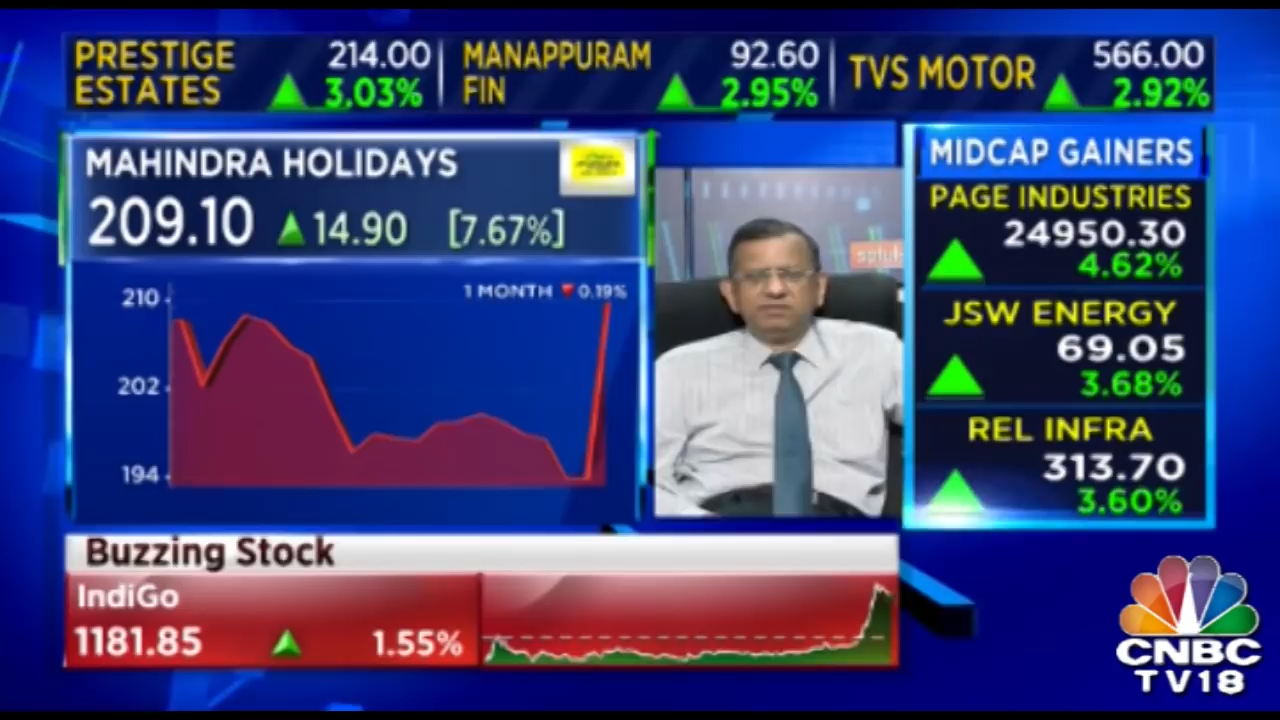 PRESTIGE
ESTATES
214.00
3.03%
MANAPPURAM
FIN
92.60
2.95%
TVS MOTOR
566.00
2.92%
MAHINDRA HOLIDAYS
209.10 14.90 [7.67%]
1 MONTH 0.19%
210
202
194
MIDCAP GAINERS
PAGE INDUSTRIES
24950.30
4.62%
JSW ENERGY
69.05
3.68%
REL INFRA
313.70
3.60%
Buzzing Stock
IndiGo
1181.85 1.55%
CNBC
TV18